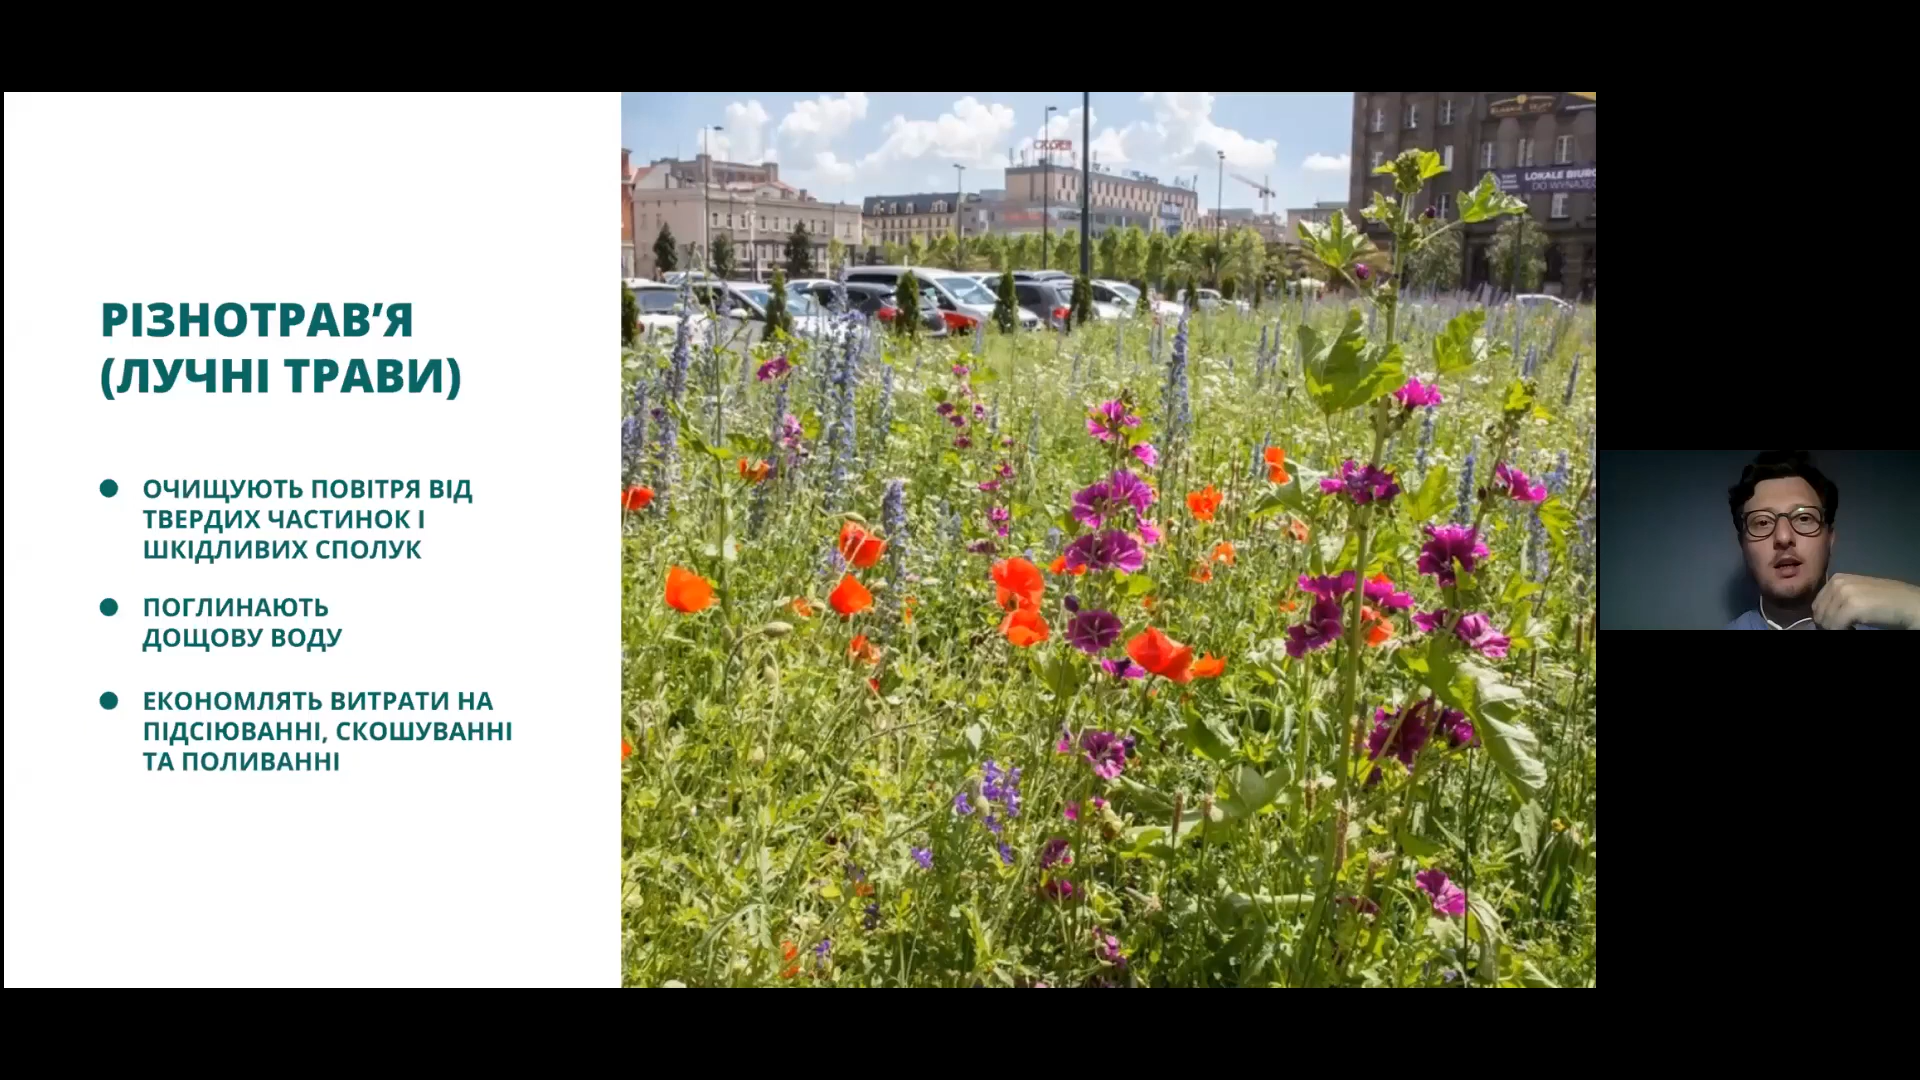 РІЗНОТРАВ’Я
(ЛУЧНІ ТРАВИ)
ОЧИЩУЮТЬ ПОВІТРЯ ВІД
ТВЕРДИХ ЧАСТИНОК І
ШКІДЛИВИХ СПОЛУК
ПОГЛИНАЮТЬ
ДОЩОВУ ВОДУ
ЕКОНОМЛЯТЬ ВИТРАТИ НА
ПІДСІЮВАННІ, СКОШУВАННІ
ТА ПОЛИВАННІ
LOKALE BIURO
DO WYNAJĘC